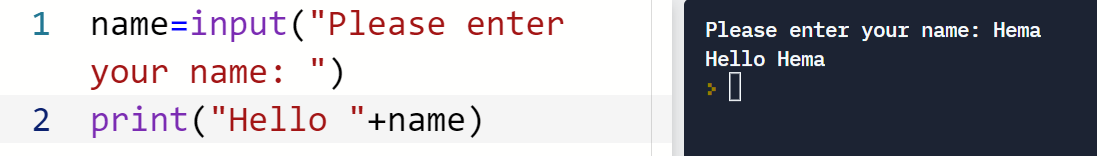 1 name=input("Please enter
your name: ")
2 print("Hello "+name)
Please enter your name: Hema
Hello Hema
>